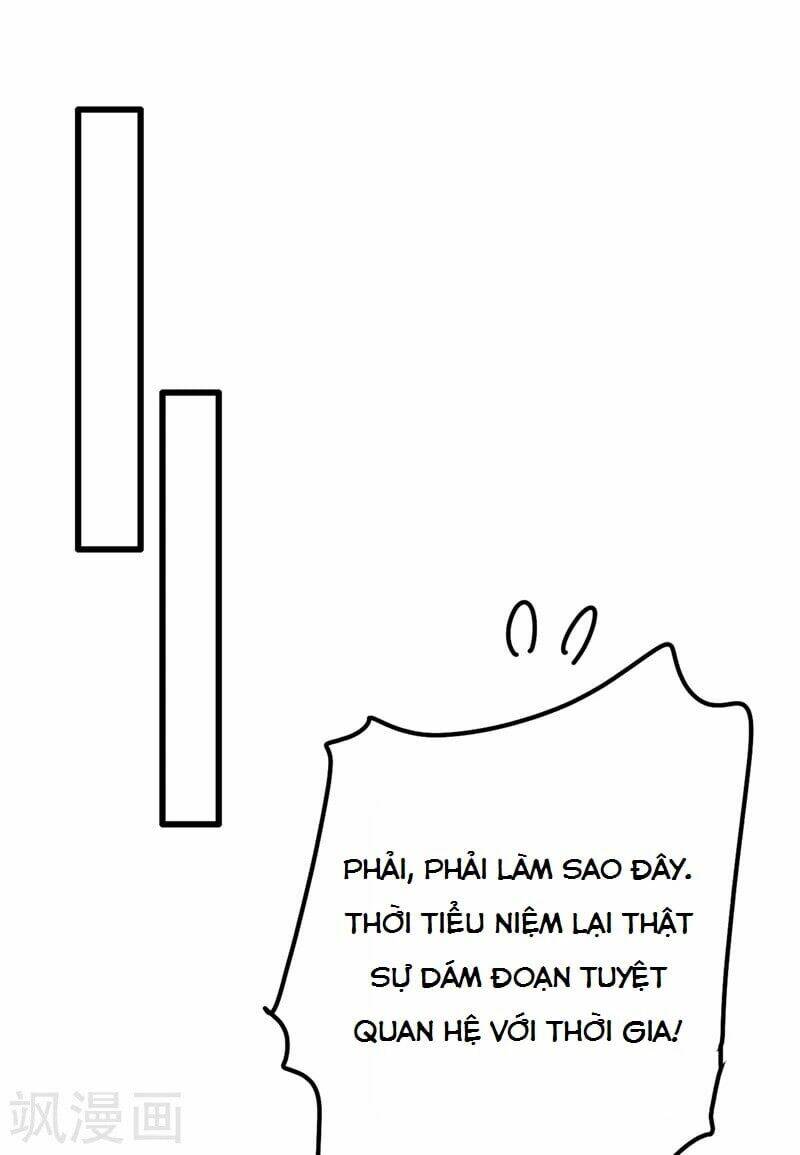 PHẢI, PHẢI LÀM SAO ĐÂY.
THỜI TIỂU NIỆM LẠI THẬT
SỰ DÁM ĐOẠN TUYỆT
QUAN HỆ VỚI THỜI GIA!
飒漫画